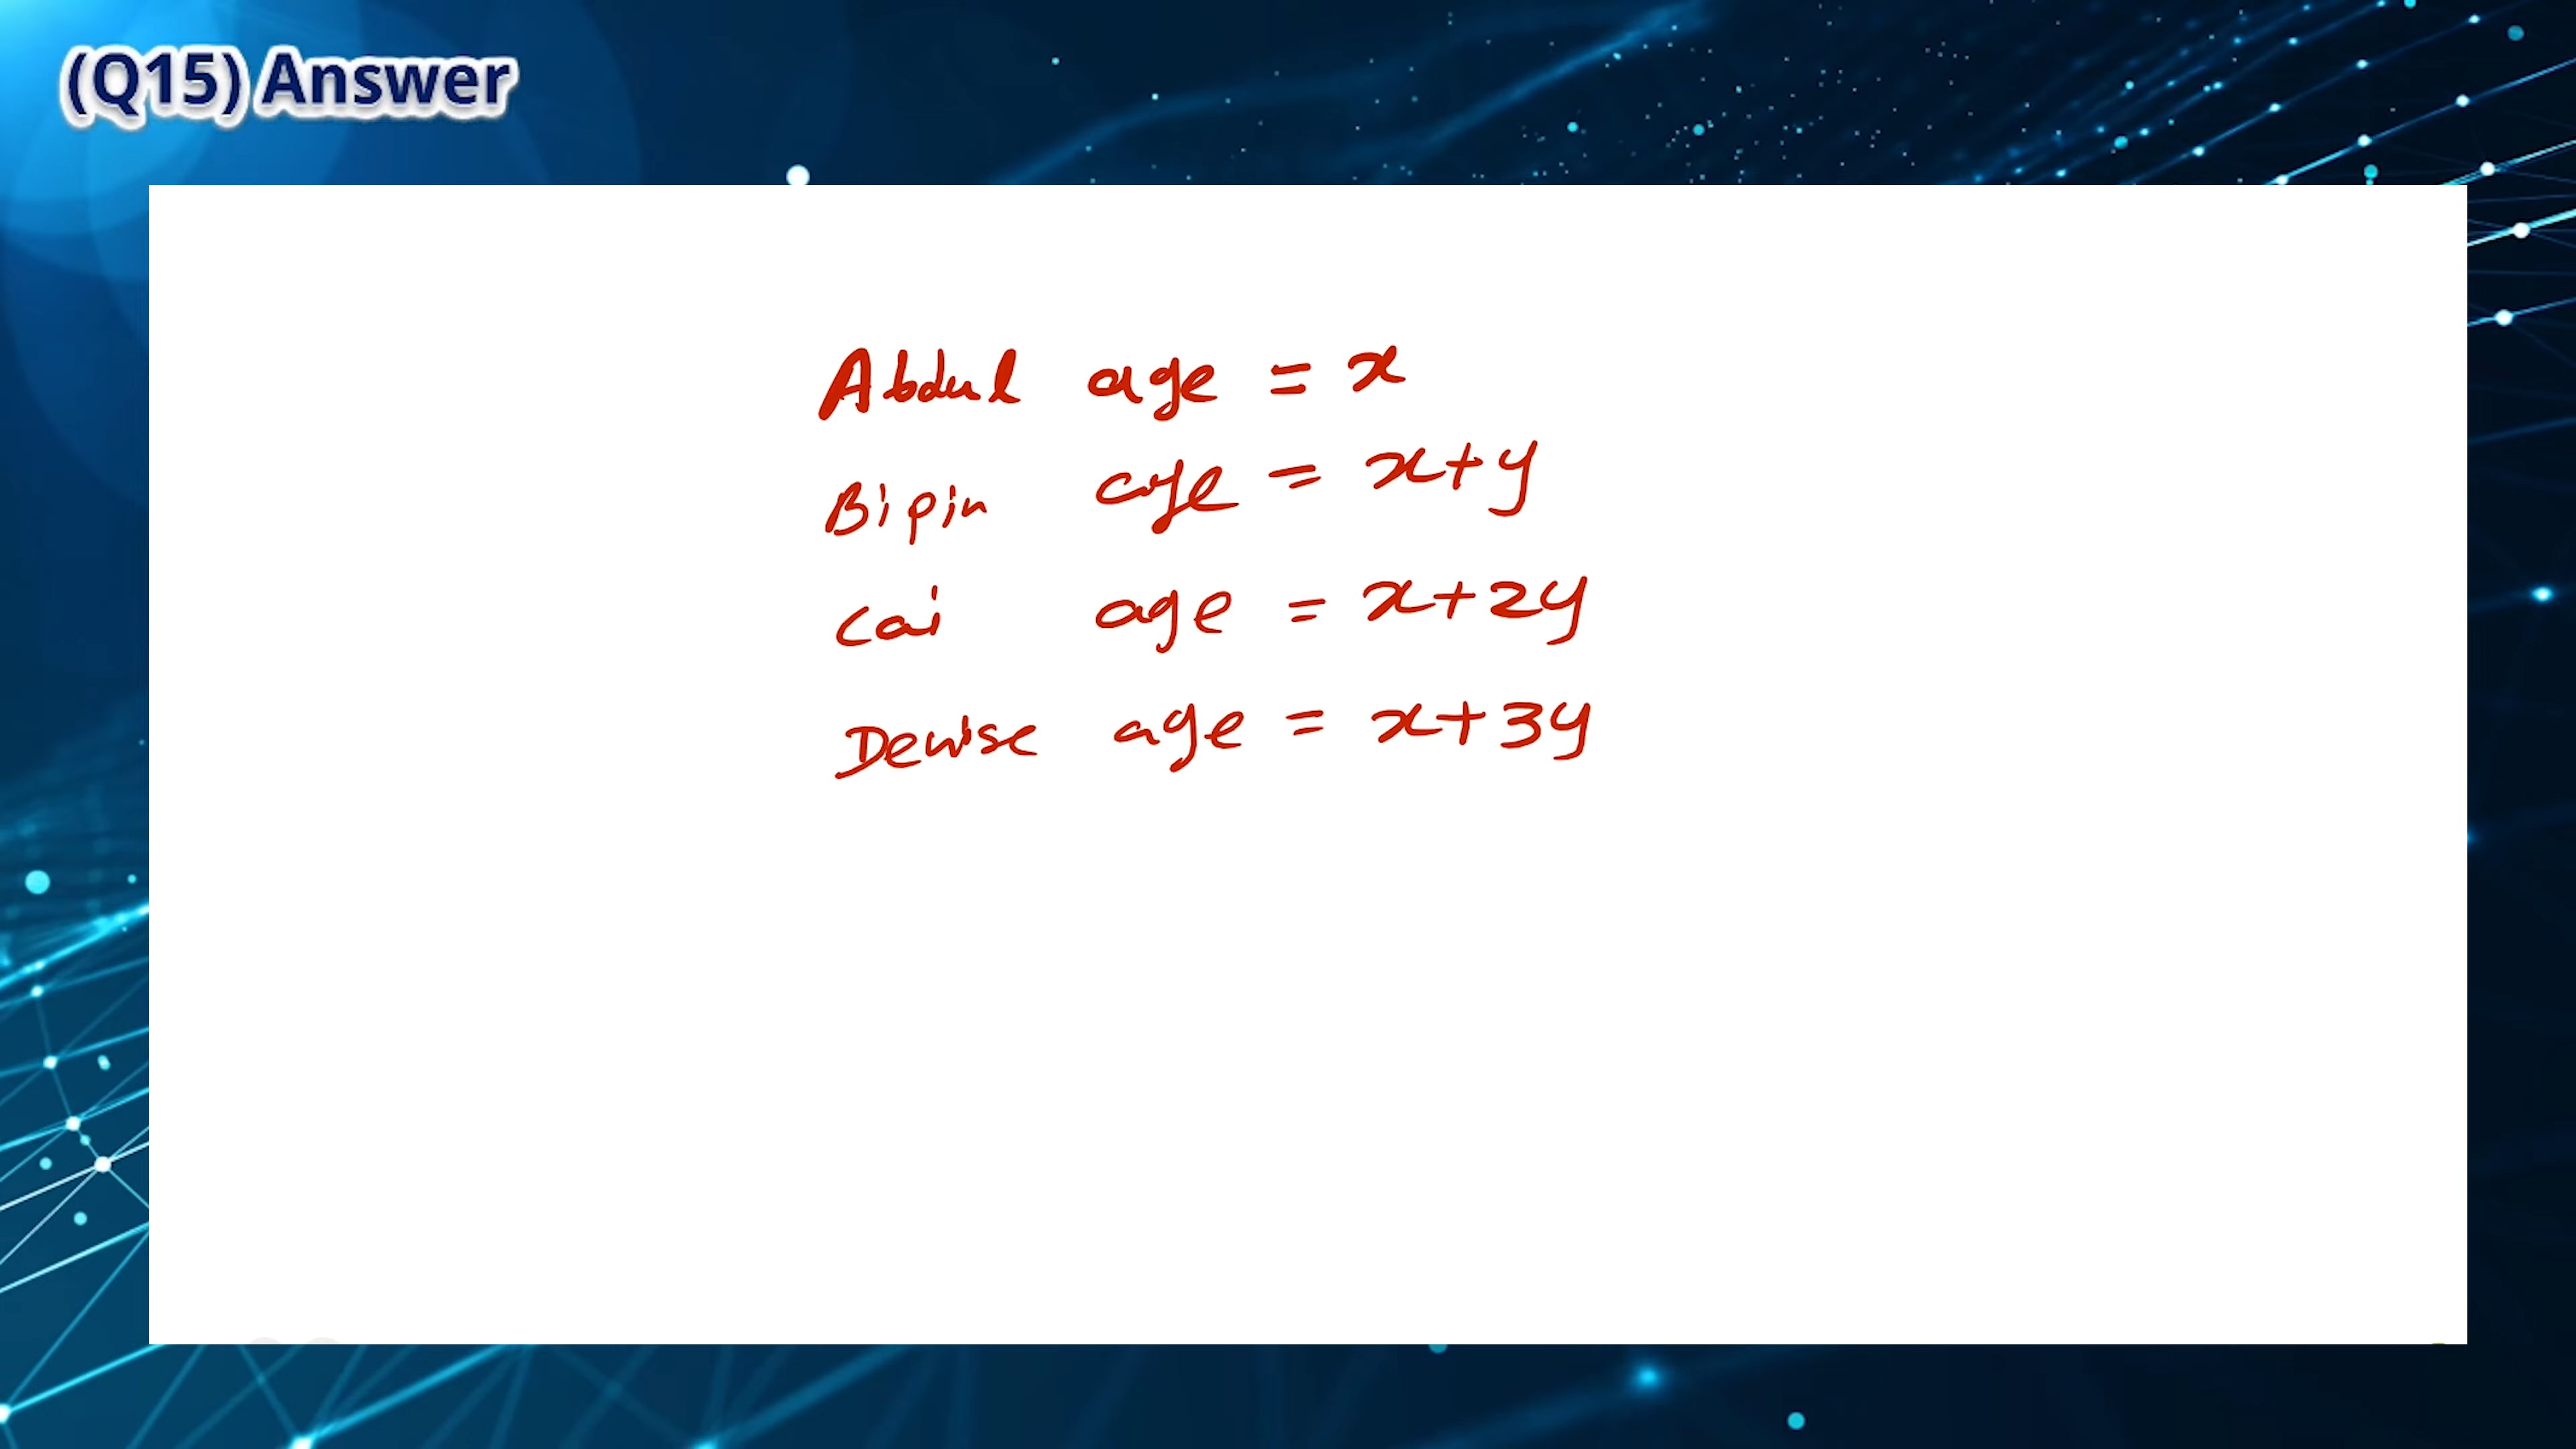 (Q15) Answer
Abdul age = x
Bipin age = x+y
Cai age = x+2y
Denise age = x+3y